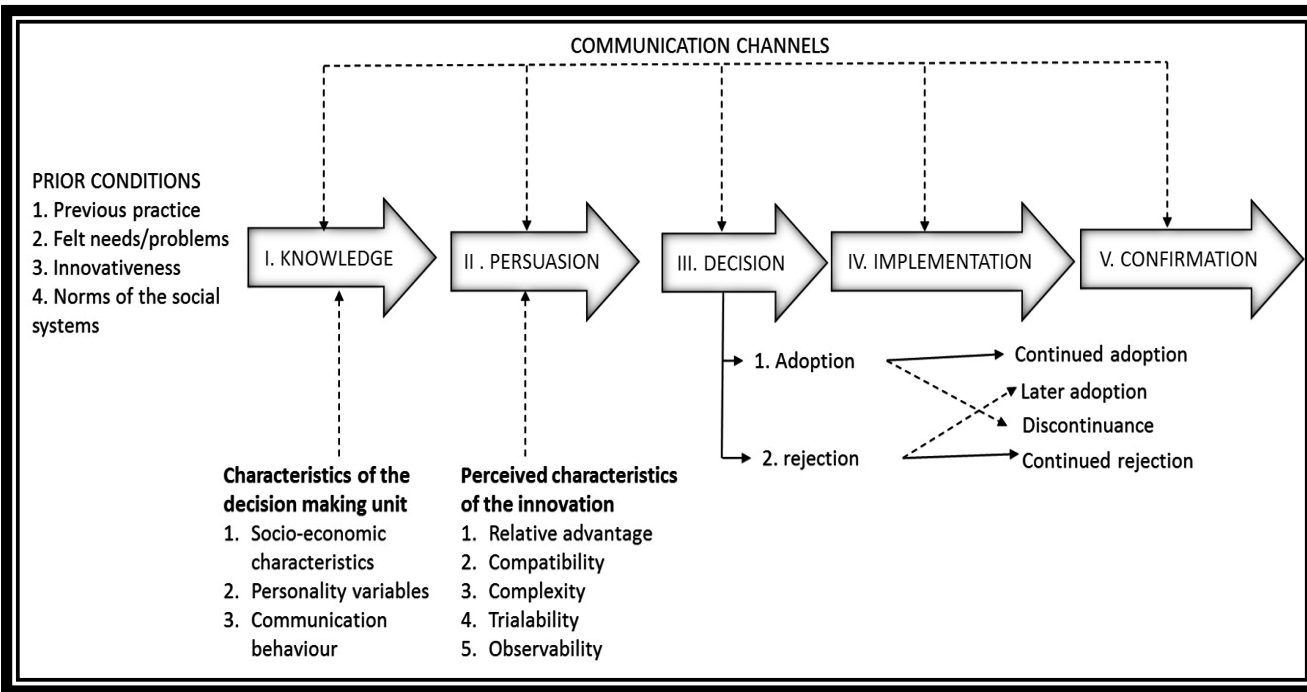 COMMUNICATION CHANNELS
PRIOR CONDITIONS
1. Previous practice
2. Felt needs/problems
3. Innovativeness
4. Norms of the social
systems
I. KNOWLEDGE
II . PERSUASION
III. DECISION
IV. IMPLEMENTATION
V. CONFIRMATION
1. Adoption
2. rejection
Continued adoption
Later adoption
Discontinuance
Continued rejection
Characteristics of the
decision making unit
1. Socio-economic
characteristics
2. Personality variables
3. Communication
behaviour
Perceived characteristics
of the innovation
1. Relative advantage
2. Compatibility
3. Complexity
4. Trialability
5. Observability